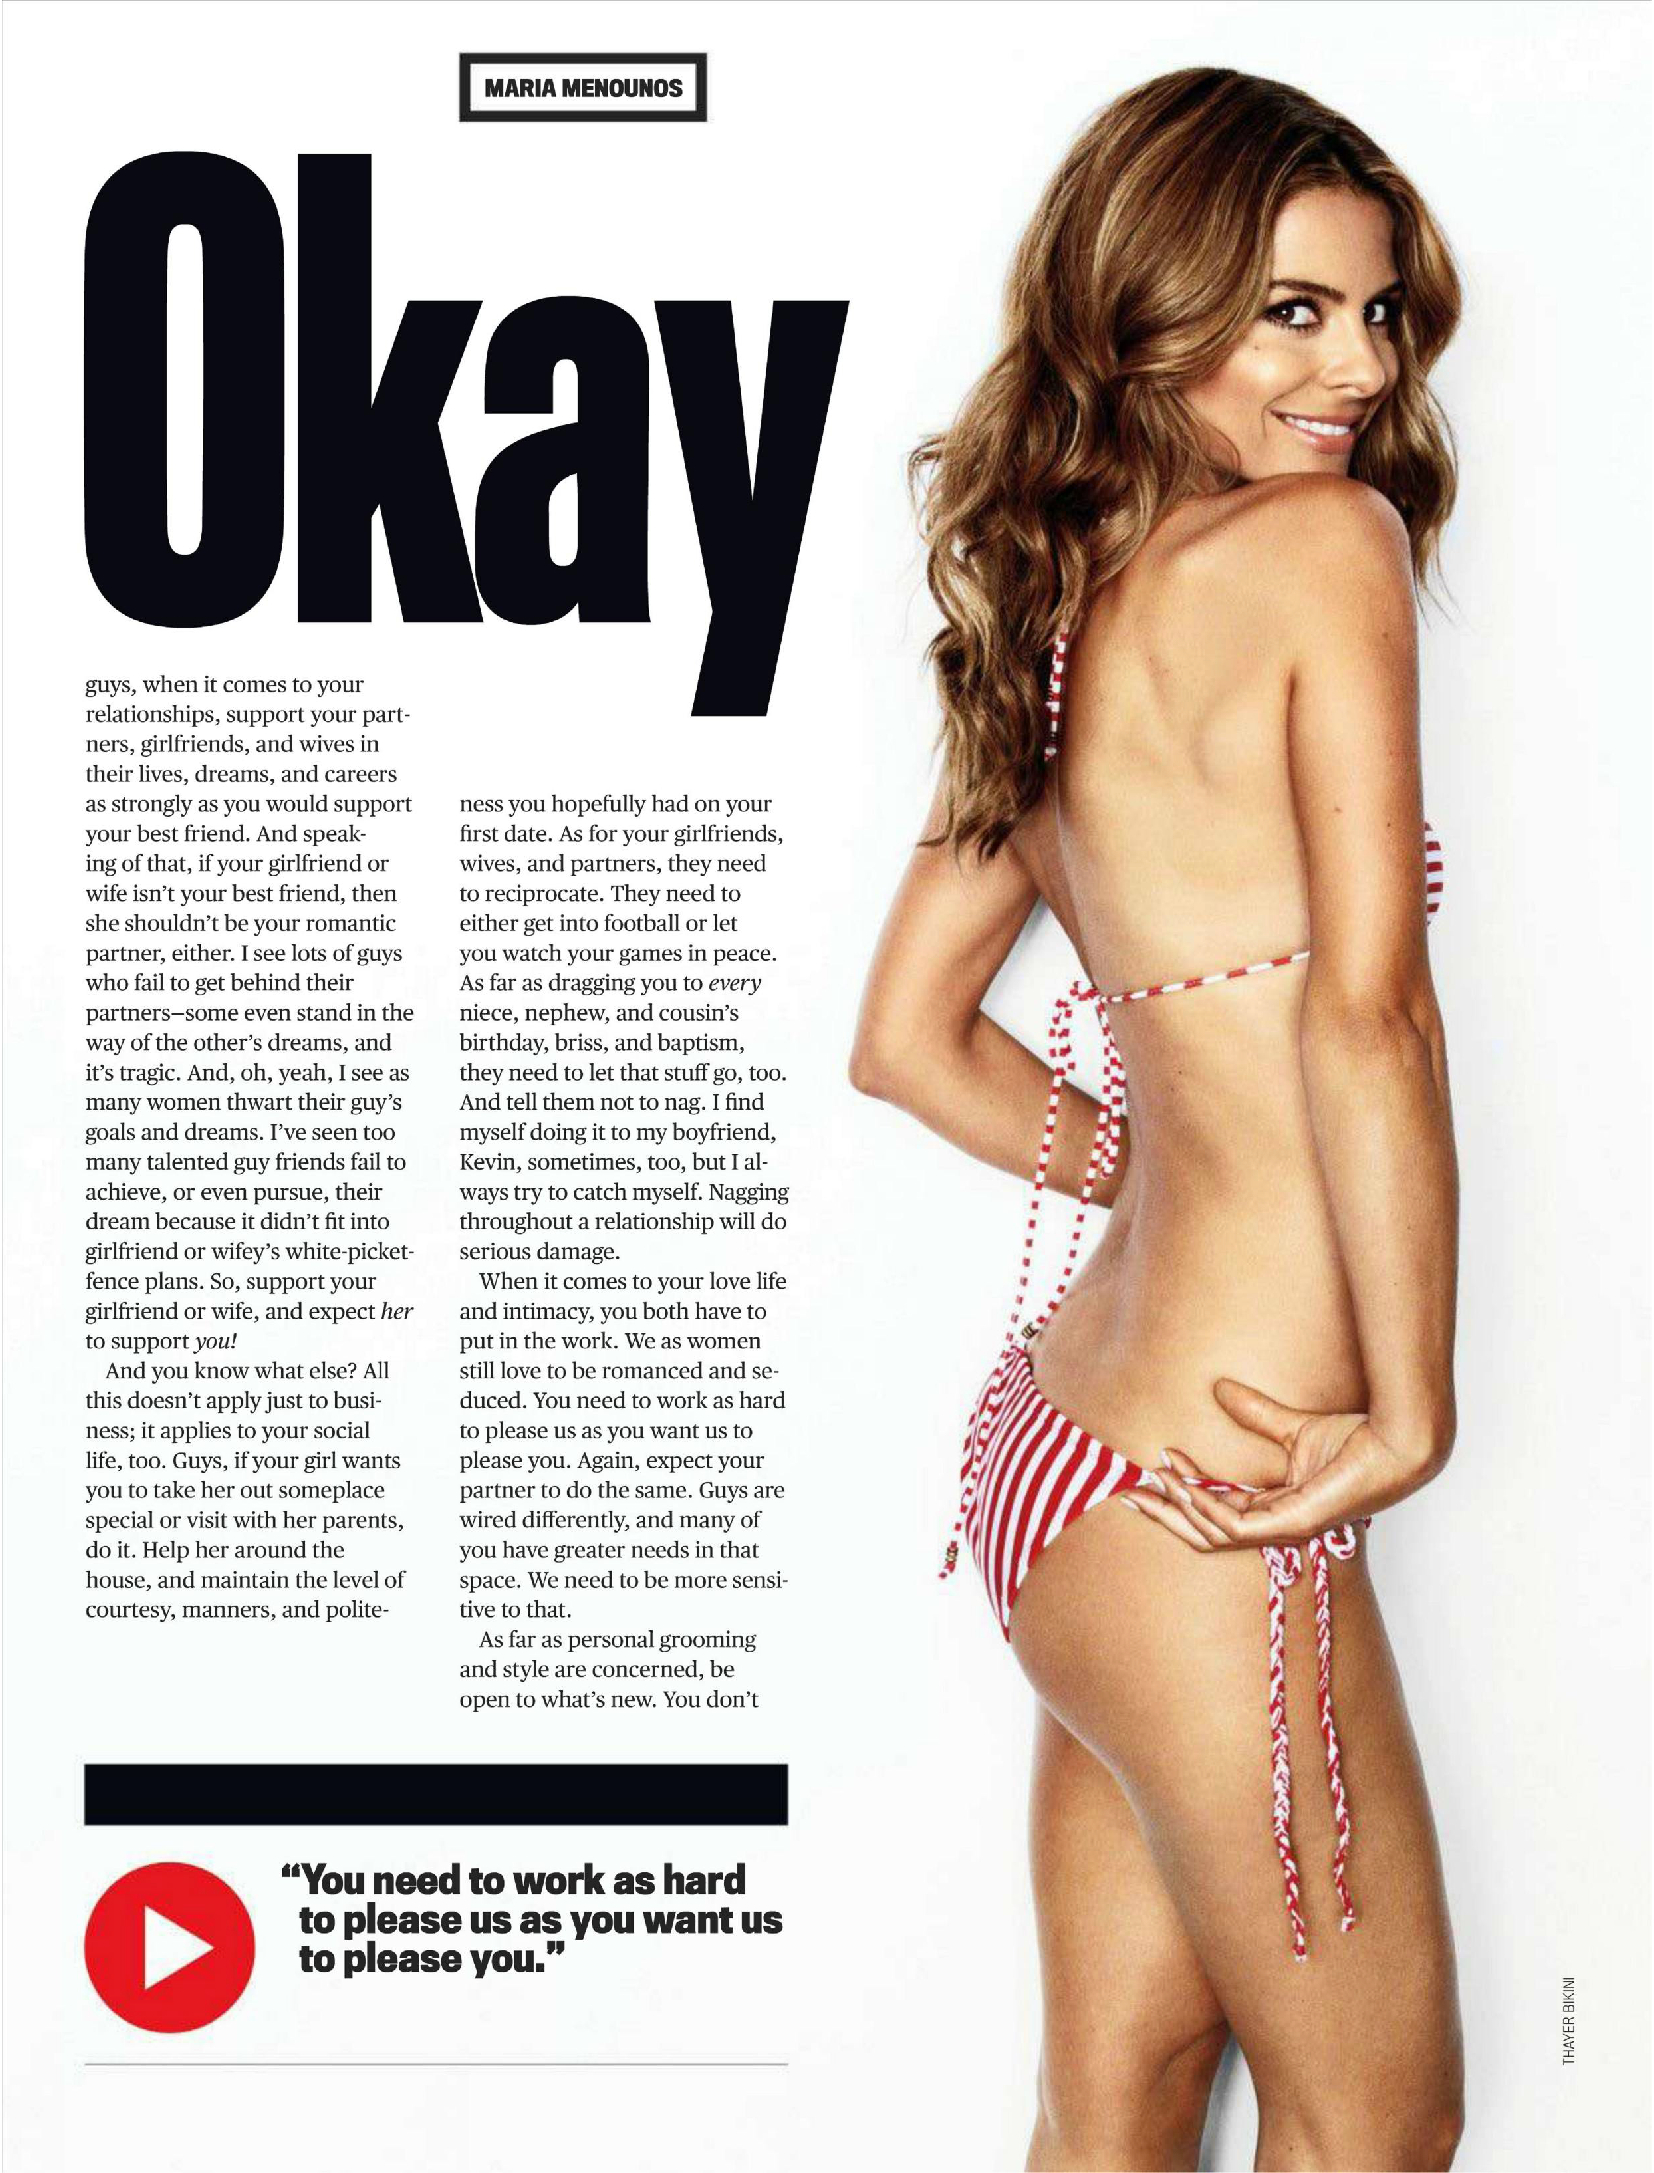 MARIA MENOUNOS
Okay
guys, when it comes to your
relationships, support your part-
ners, girlfriends, and wives in
their lives, dreams, and careers
as strongly as you would support
your best friend. And speak-
ing of that, if your girlfriend or
wife isn't your best friend, then
she shouldn't be your romantic
partner, either. I see lots of guys
who fail to get behind their
partners—some even stand in the
way of the other's dreams, and
it's tragic. And, oh, yeah, I see as
many women thwart their guy's
goals and dreams. I've seen too
many talented guy friends fail to
achieve, or even pursue, their
dream because it didn't fit into
girlfriend or wifey's white-picket-
fence plans. So, support your
girlfriend or wife, and expect her
to support you!
And you know what else? All
this doesn't apply just to busi-
ness; it applies to your social
life, too. Guys, if your girl wants
you to take her out someplace
special or visit with her parents,
do it. Help her around the
house, and maintain the level of
courtesy, manners, and polite-
ness you hopefully had on your
first date. As for your girlfriends,
wives, and partners, they need
to reciprocate. They need to
either get into football or let
you watch your games in peace.
As far as dragging you to every
niece, nephew, and cousin's
birthday, briss, and baptism,
they need to let that stuff go, too.
And tell them not to nag. I find
myself doing it to my boyfriend,
Kevin, sometimes, too, but I al-
ways try to catch myself. Nagging
throughout a relationship will do
serious damage.
When it comes to your love life
and intimacy, you both have to
put in the work. We as women
still love to be romanced and se-
duced. You need to work as hard
to please us as you want us to
please you. Again, expect your
partner to do the same. Guys are
wired differently, and many of
you have greater needs in that
space. We need to be more sensi-
tive to that.
As far as personal grooming
and style are concerned, be
open to what's new. You don't
“You need to work as hard
to please us as you want us
to please you.”
THAYER BIKINI